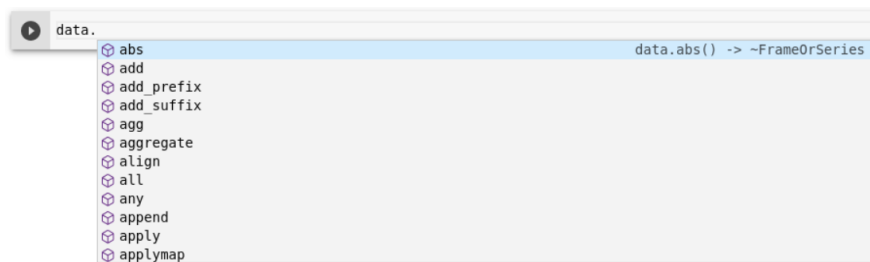 data.
abs data.abs() -> ~FrameOrSeries
add
add_prefix
add_suffix
agg
aggregate
align
all
any
append
apply
applymap